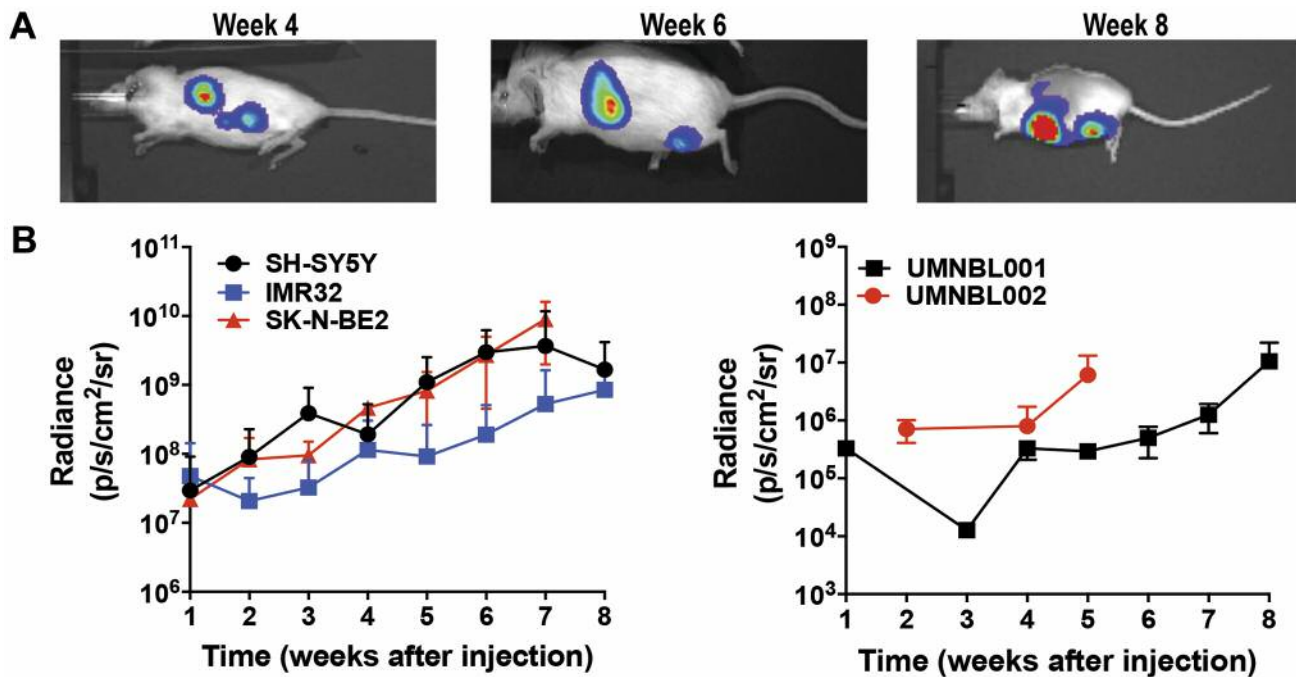 A
Week 4
Week 6
Week 8
B
10¹¹
10¹⁰
10⁹
10⁸
10⁷
10⁶
Radiance
(p/s/cm²/sr)
SH-SY5Y
IMR32
SK-N-BE2
1 2 3 4 5 6 7 8
Time (weeks after injection)
10⁹
10⁸
10⁷
10⁶
10⁵
10⁴
10³
Radiance
(p/s/cm²/sr)
UMNBL001
UMNBL002
1 2 3 4 5 6 7 8
Time (weeks after injection)